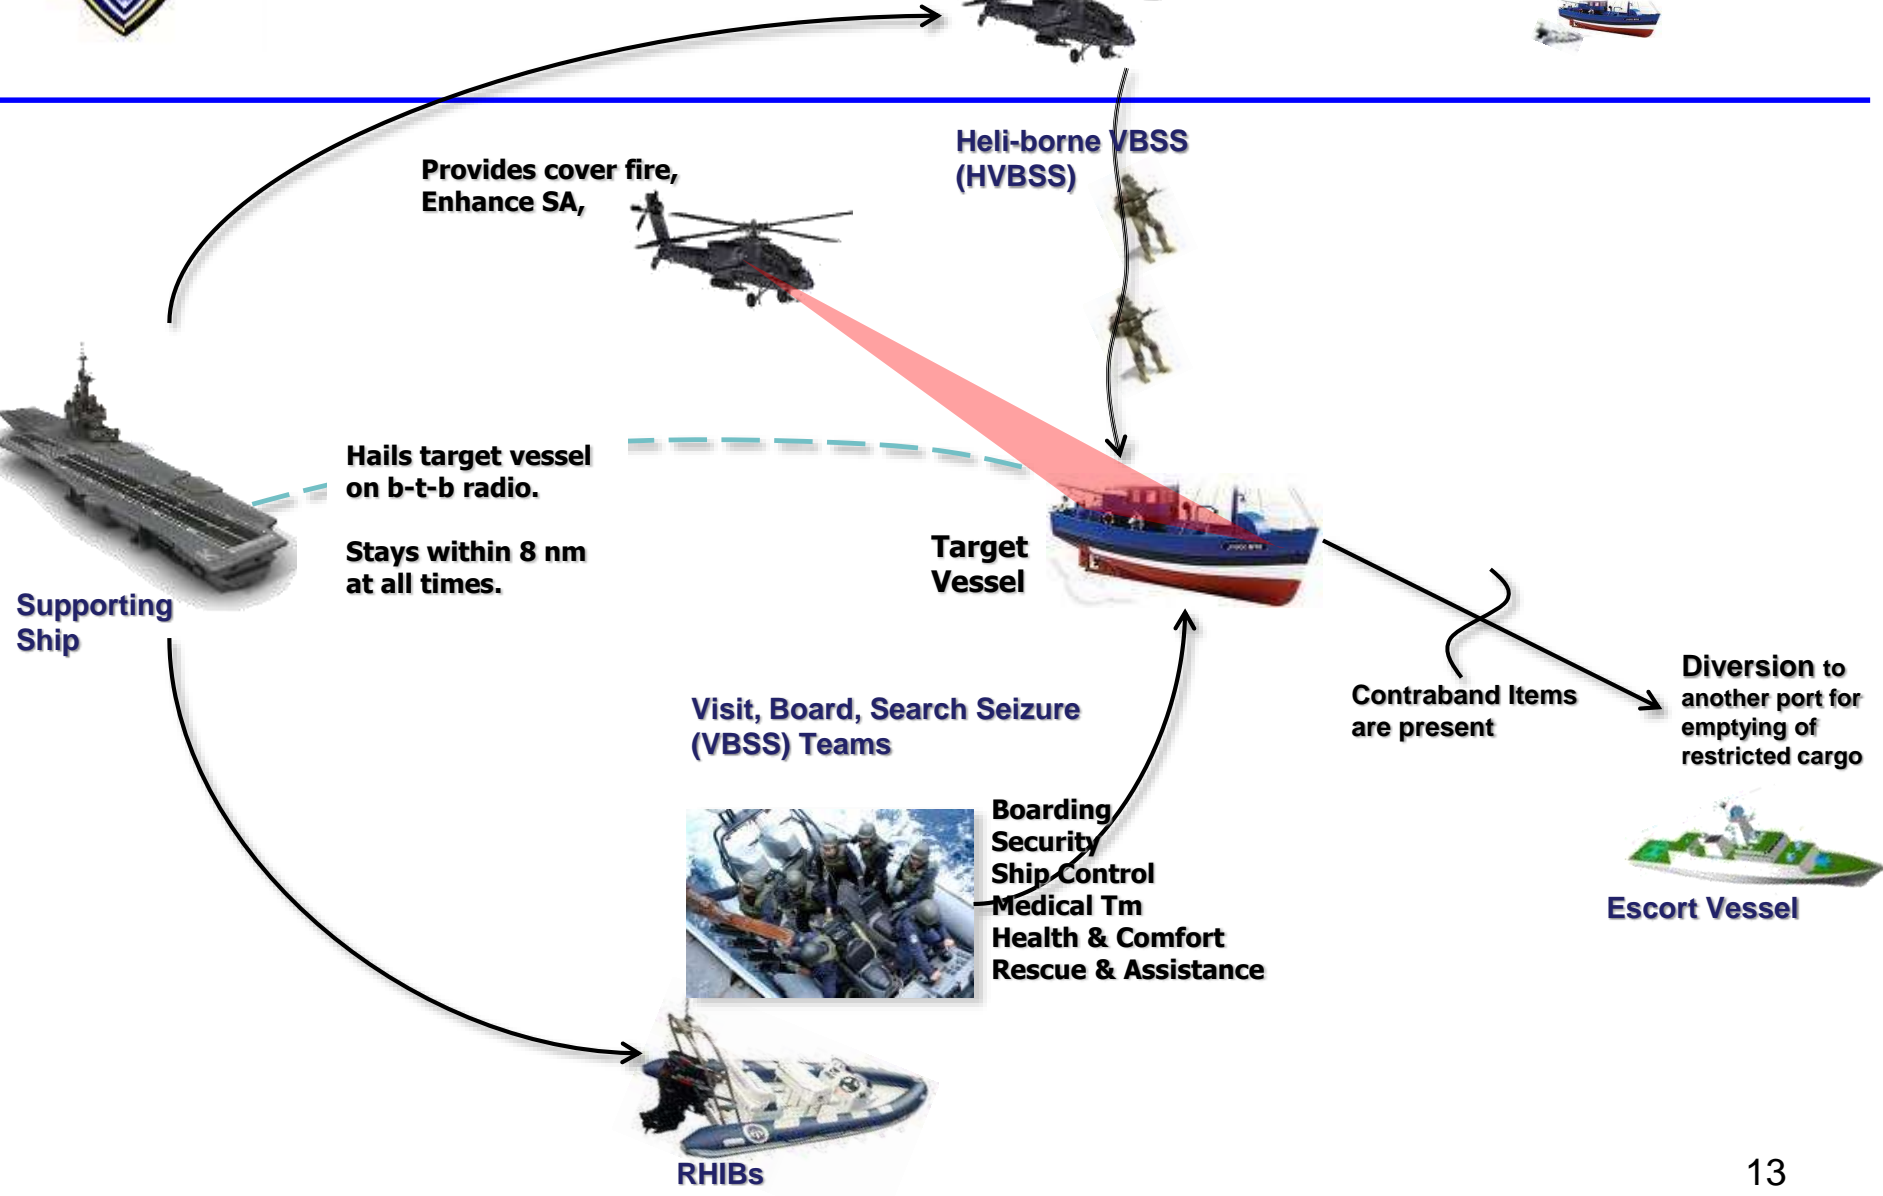 Heli-borne VBSS
(HVBSS)
Provides cover fire,
Enhance SA,
Hails target vessel
on b-t-b radio.
Stays within 8 nm
at all times.
Supporting
Ship
Target
Vessel
Contraband Items
are present
Diversion to
another port for
emptying of
restricted cargo
Visit, Board, Search Seizure
(VBSS) Teams
Boarding
Security
Ship Control
Medical Tm
Health & Comfort
Rescue & Assistance
Escort Vessel
RHIBs
13